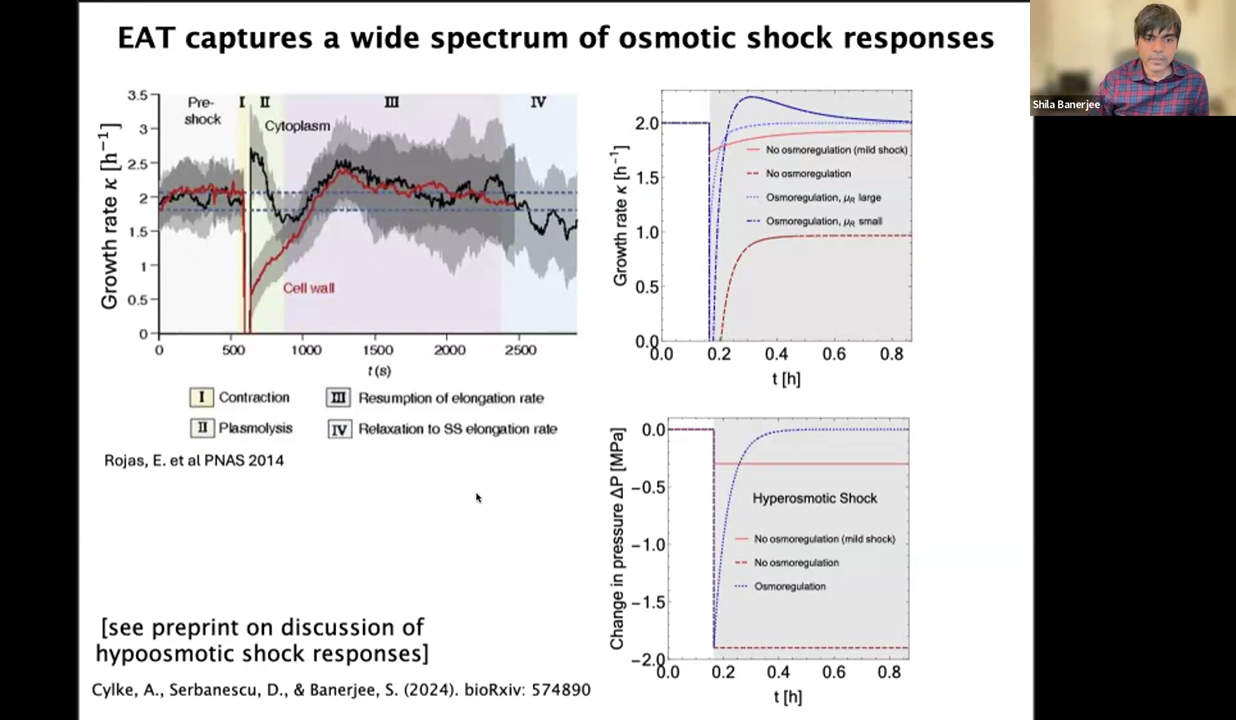 EAT captures a wide spectrum of osmotic shock responses
Shila Banerjee
3.5
3
2.5
2
1.5
1
0.5
0
Growth rate κ [h⁻¹]
Pre-
shock
I
II
III
IV
Cytoplasm
Cell wall
0
500
1000
1500
2000
2500
t(s)
I Contraction
III Resumption of elongation rate
II Plasmolysis
IV Relaxation to SS elongation rate
Rojas, E. et al PNAS 2014
[see preprint on discussion of
hypoosmotic shock responses]
Cylke, A., Serbanescu, D., & Banerjee, S. (2024). bioRxiv: 574890
Growth rate κ [h⁻¹]
2.0
1.5
1.0
0.5
0.0
No osmoregulation (mild shock)
No osmoregulation
Osmoregulation, μR large
Osmoregulation, μR small
0.0
0.2
0.4
0.6
0.8
t [h]
Change in pressure ΔP [MPa]
0.0
−0.5
−1.0
−1.5
−2.0
Hyperosmotic Shock
No osmoregulation (mild shock)
No osmoregulation
Osmoregulation
0.0
0.2
0.4
0.6
0.8
t [h]